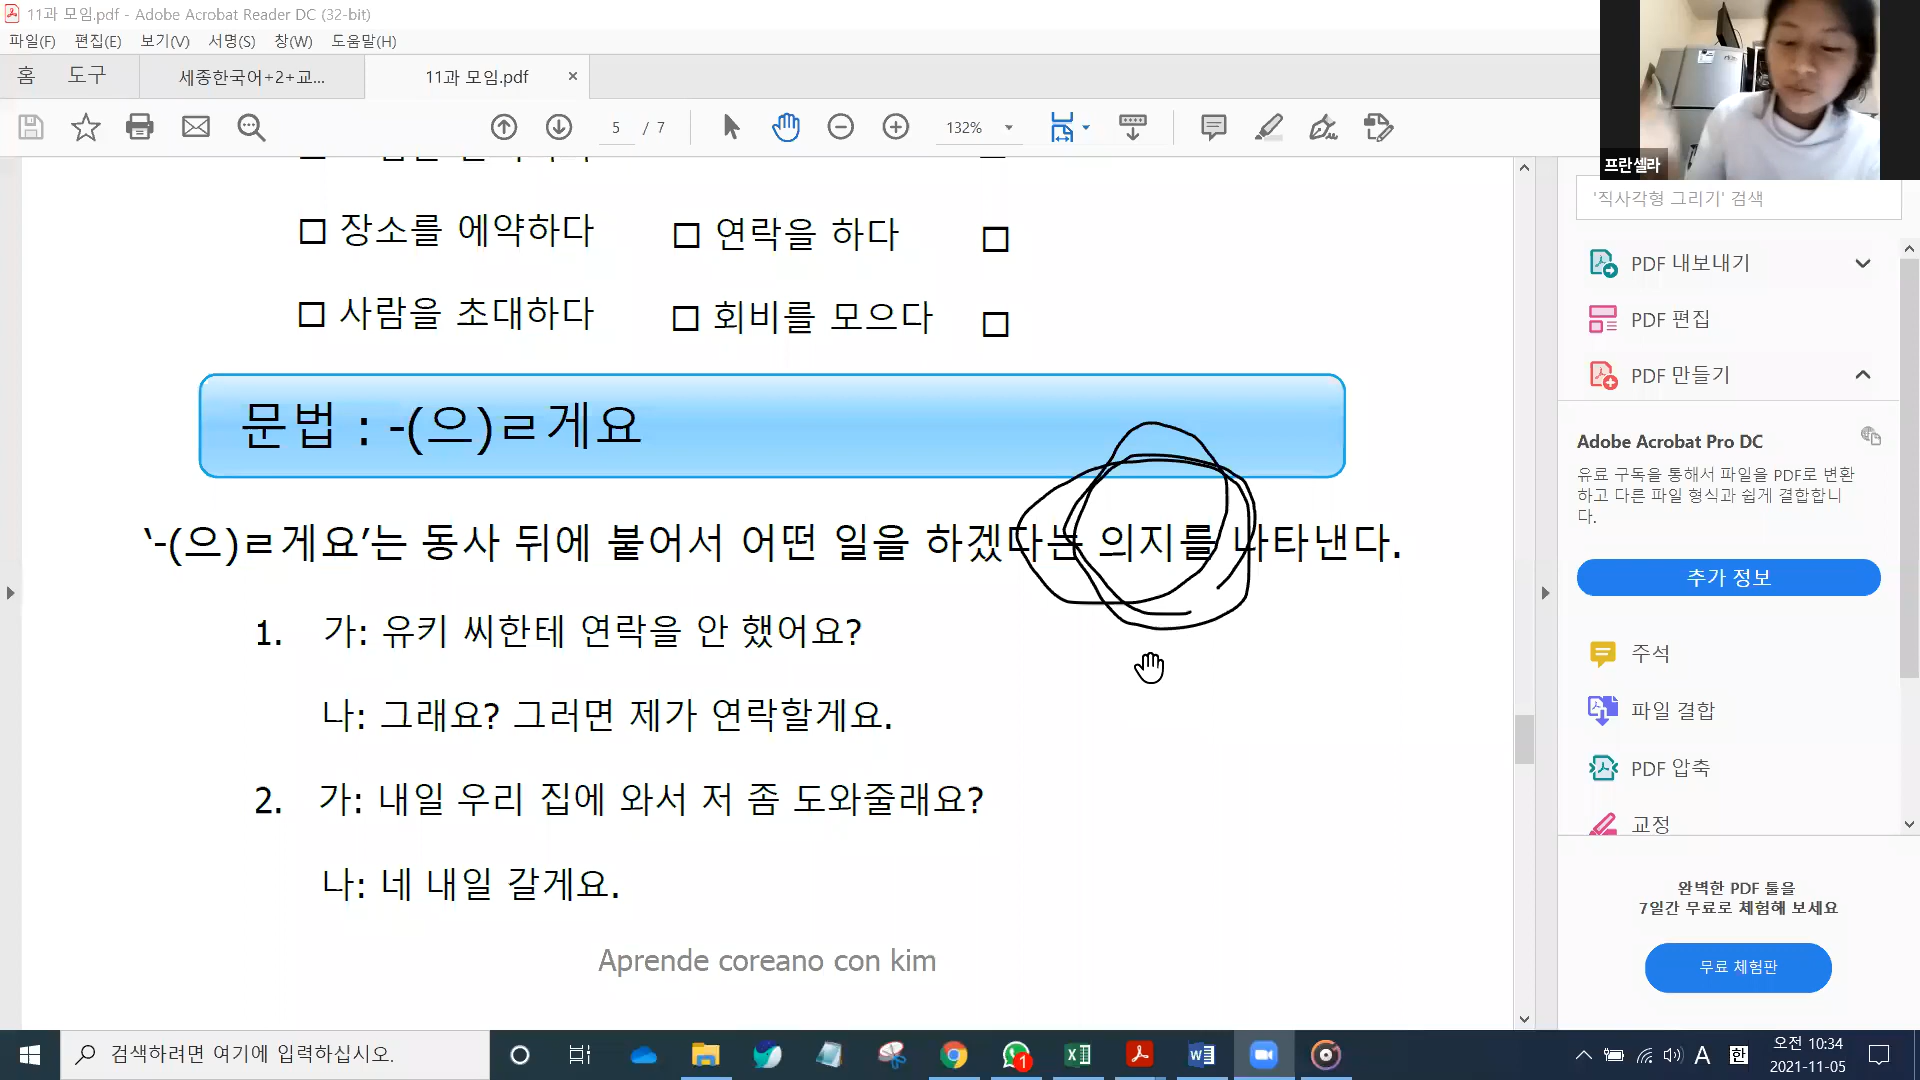 11과 모임.pdf - Adobe Acrobat Reader DC (32-bit)
파일(F) 편집(E) 보기(V) 서명(S) 창(W) 도움말(H)
홈 도구 세종한국어+2+교... 11과 모임.pdf ×
5 / 7 132%
프란셀라
'직사각형 그리기' 검색
□ 장소를 에약하다 □ 연락을 하다 □
□ 사람을 초대하다 □ 회비를 모으다 □
문법 : -(으)ㄹ게요
‘-(으)ㄹ게요’는 동사 뒤에 붙어서 어떤 일을 하겠다는 의지를 나타낸다.
1. 가: 유키 씨한테 연락을 안 했어요?
나: 그래요? 그러면 제가 연락할게요.
2. 가: 내일 우리 집에 와서 저 좀 도와줄래요?
나: 네 내일 갈게요.
Aprende coreano con kim
PDF 내보내기
PDF 편집
PDF 만들기
Adobe Acrobat Pro DC
유료 구독을 통해서 파일을 PDF로 변환
하고 다른 파일 형식과 쉽게 결합합니
다.
추가 정보
주석
파일 결합
PDF 압축
교정
완벽한 PDF 툴을
7일간 무료로 체험해 보세요
무료 체험판
검색하려면 여기에 입력하십시오.
1
A 한
오전 10:34
2021-11-05